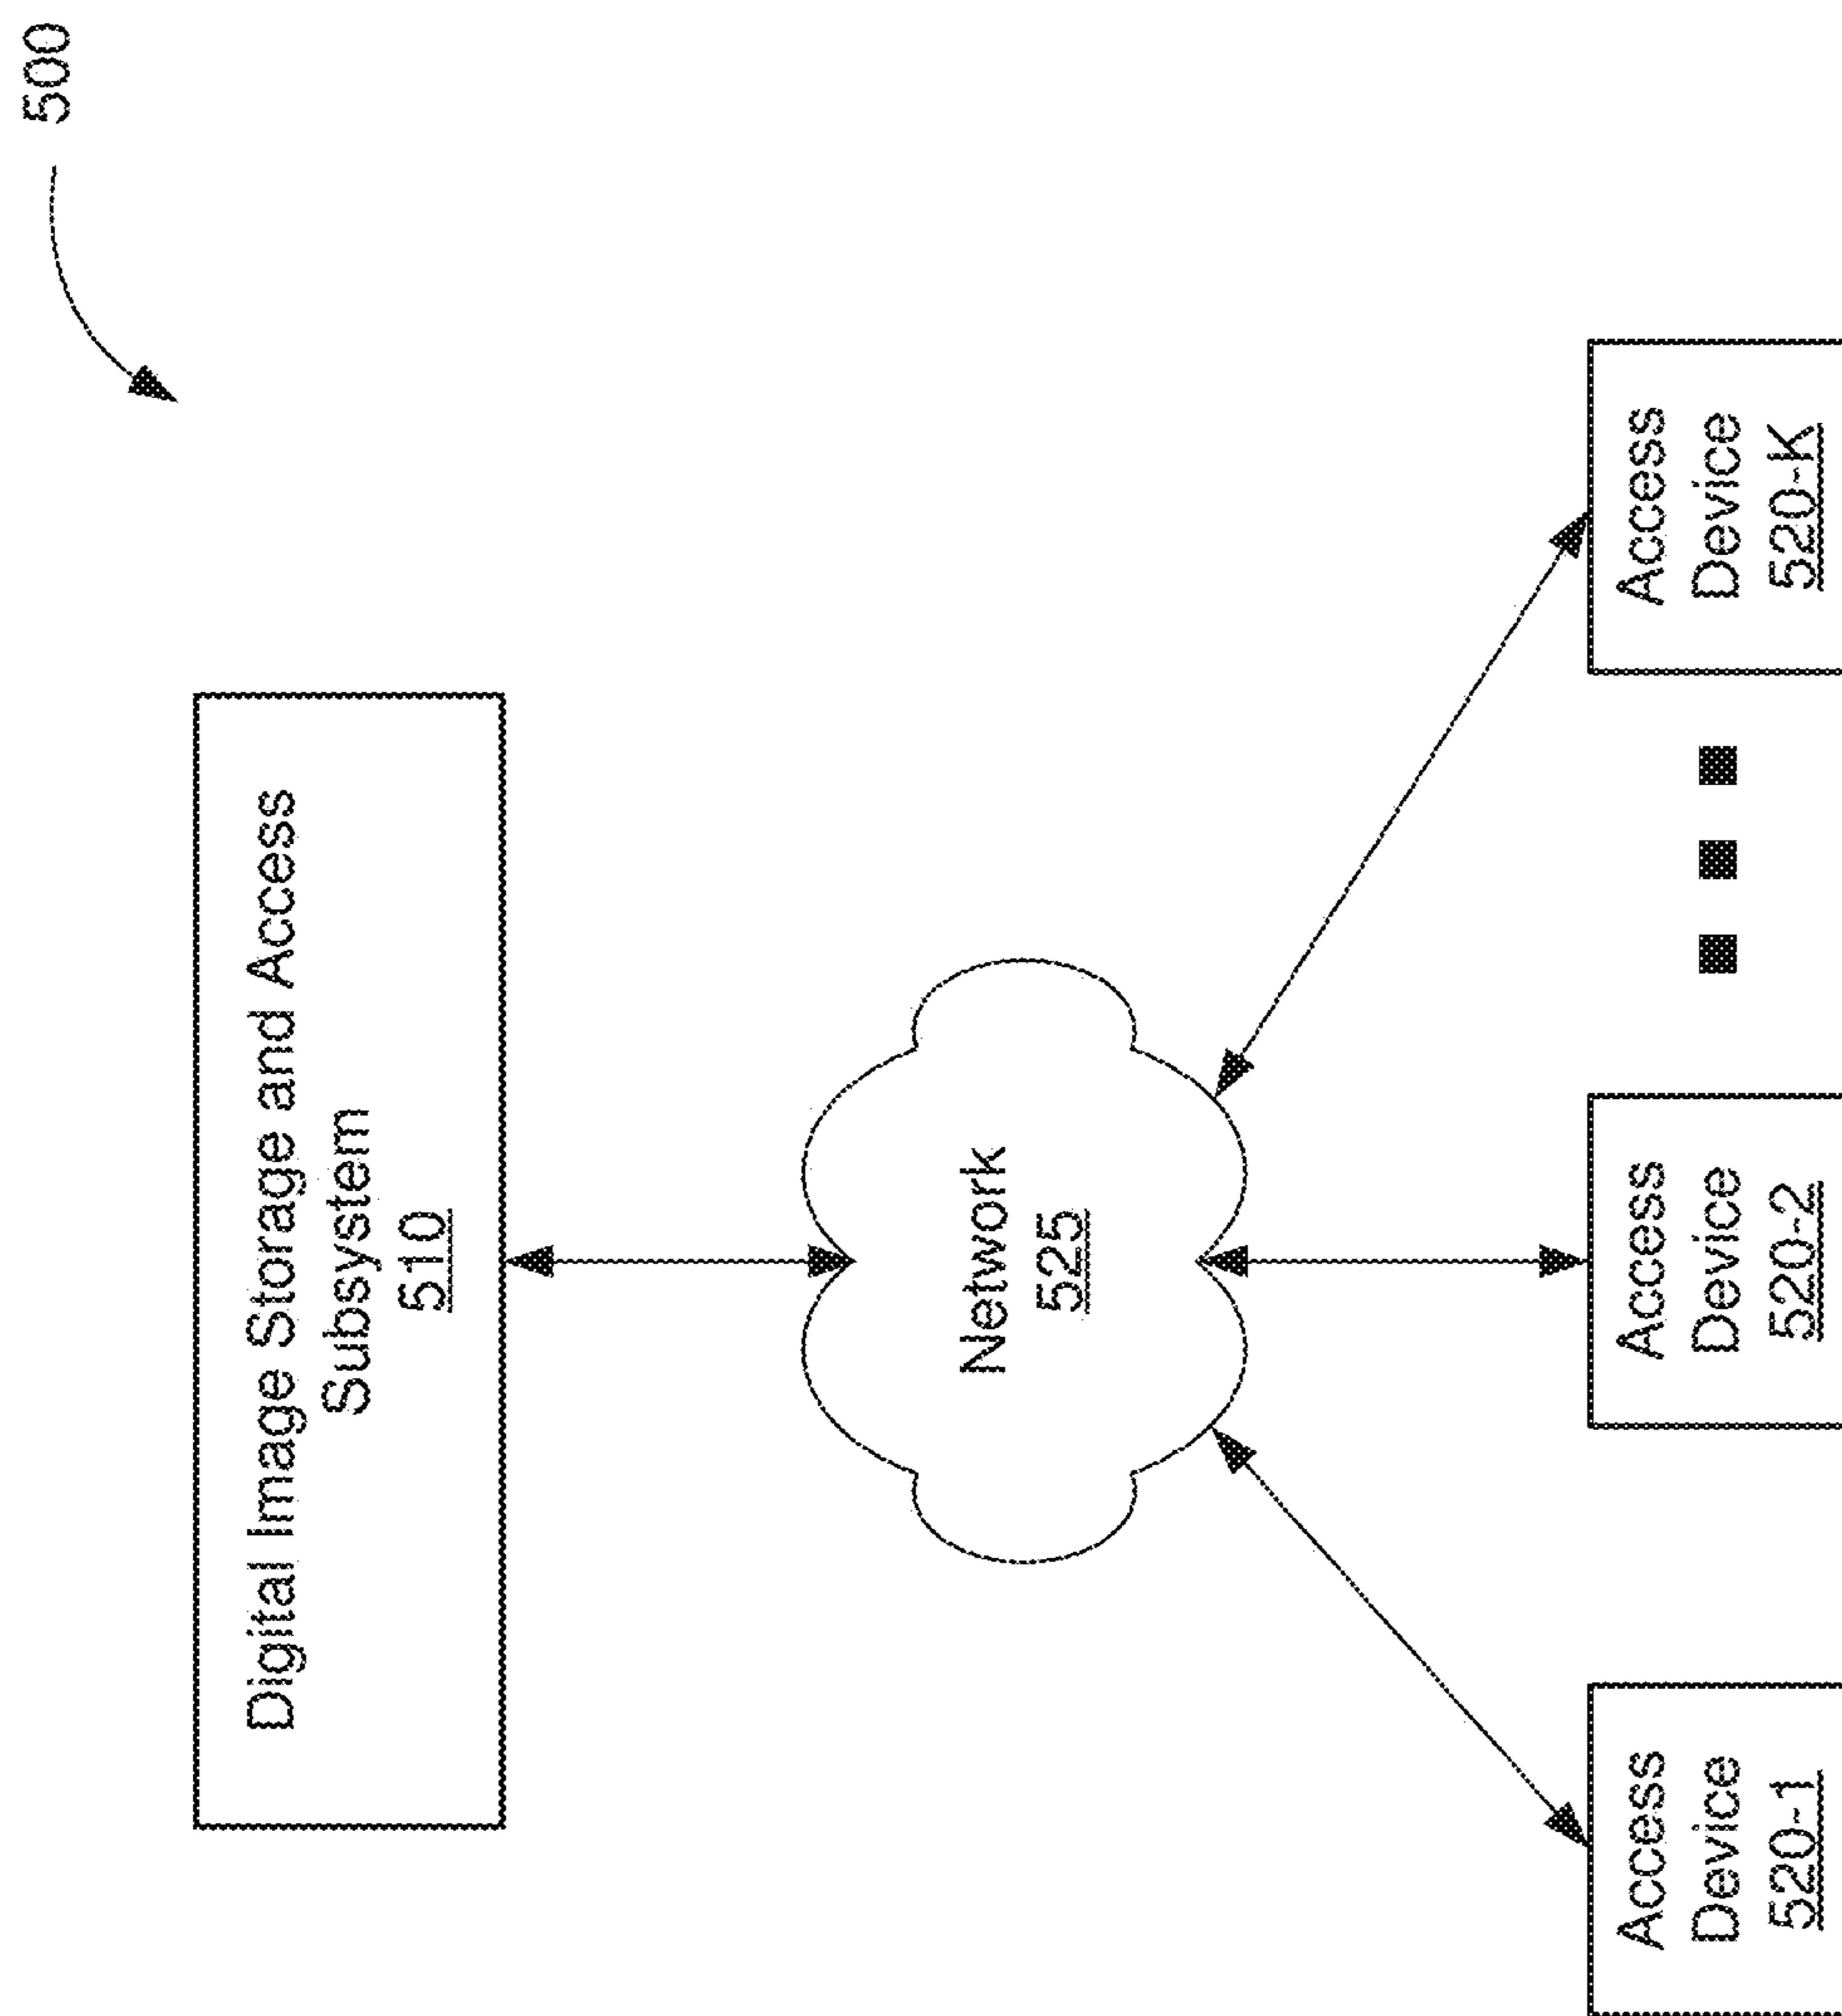 500
Digital Image Storage and Access
Subsystem
510
Network
525
Access
Device
520-1
Access
Device
520-2
Access
Device
520-K